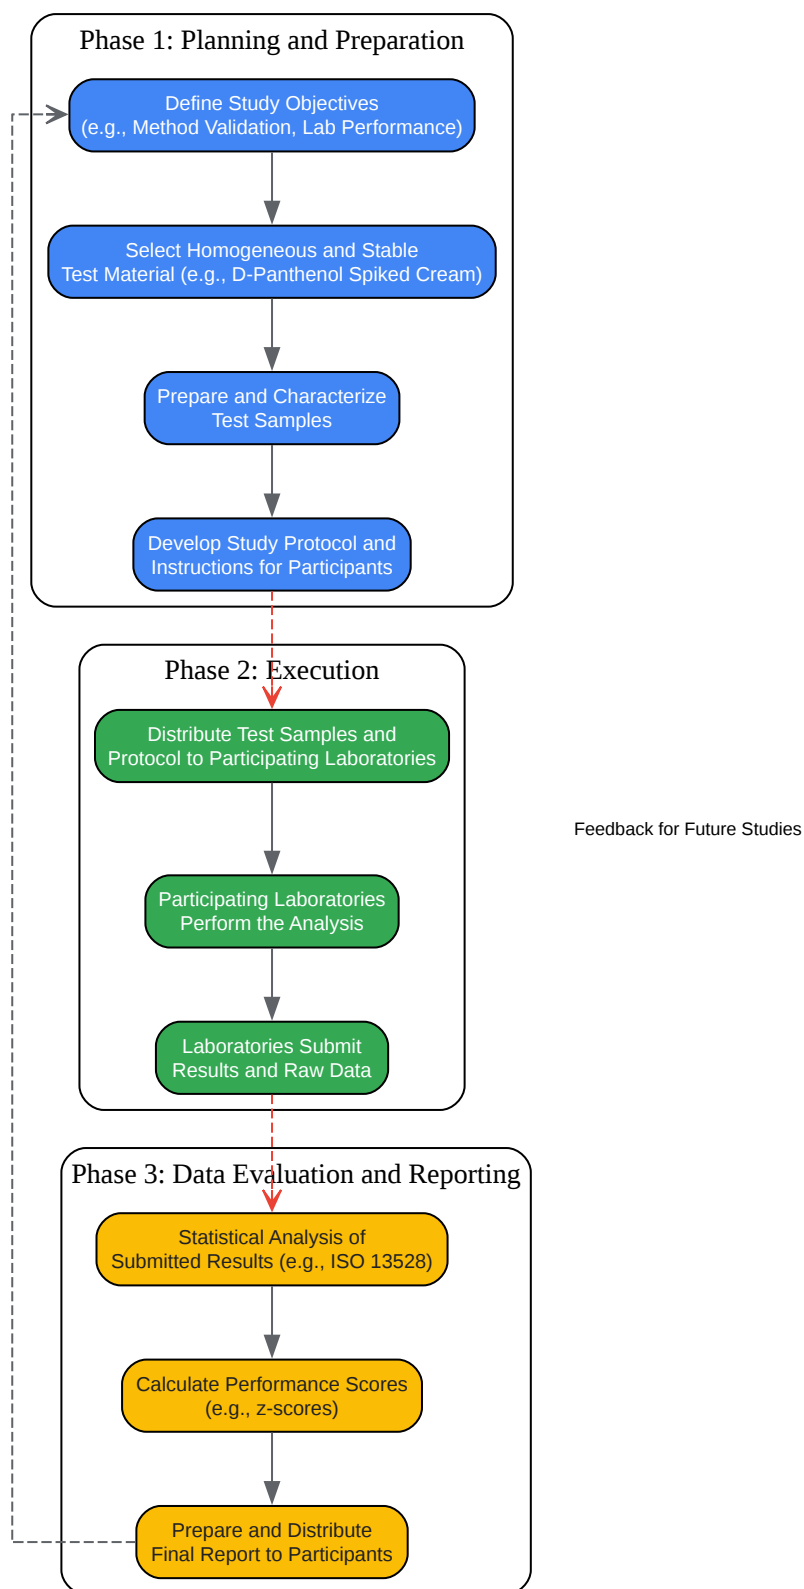 Phase 1: Planning and Preparation
Define Study Objectives
(e.g., Method Validation, Lab Performance)
Select Homogeneous and Stable
Test Material (e.g., D-Panthenol Spiked Cream)
Prepare and Characterize
Test Samples
Develop Study Protocol and
Instructions for Participants
Phase 2: Execution
Distribute Test Samples and
Protocol to Participating Laboratories
Feedback for Future Studies
Participating Laboratories
Perform the Analysis
Laboratories Submit
Results and Raw Data
Phase 3: Data Evaluation and Reporting
Statistical Analysis of
Submitted Results (e.g., ISO 13528)
Calculate Performance Scores
(e.g., z-scores)
Prepare and Distribute
Final Report to Participants